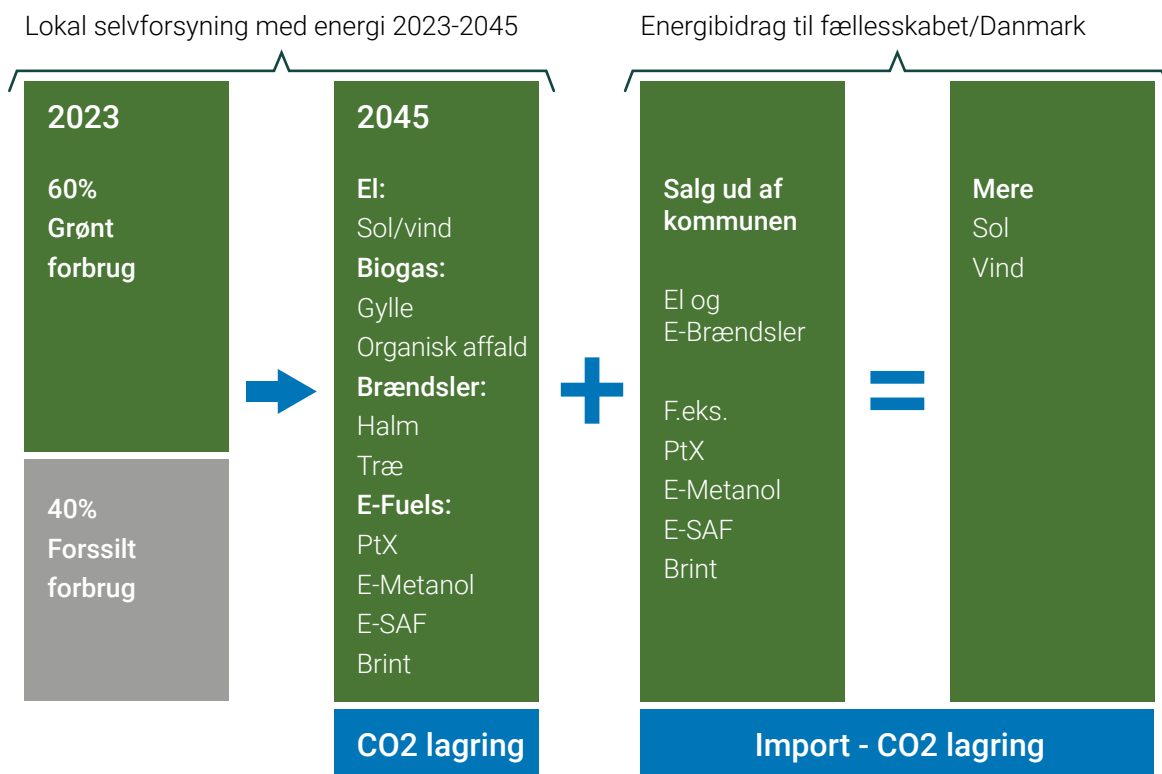 Lokal selvforsyning med energi 2023-2045
Energibidrag til fællesskabet/Danmark
2023
60%
Grønt
forbrug
40%
Forssilt
forbrug
2045
El:
Sol/vind
Biogas:
Gylle
Organisk affald
Brændsler:
Halm
Træ
E-Fuels:
PtX
E-Metanol
E-SAF
Brint
CO2 lagring
Salg ud af
kommunen
El og
E-Brændsler
F.eks.
PtX
E-Metanol
E-SAF
Brint
Mere
Sol
Vind
Import - CO2 lagring